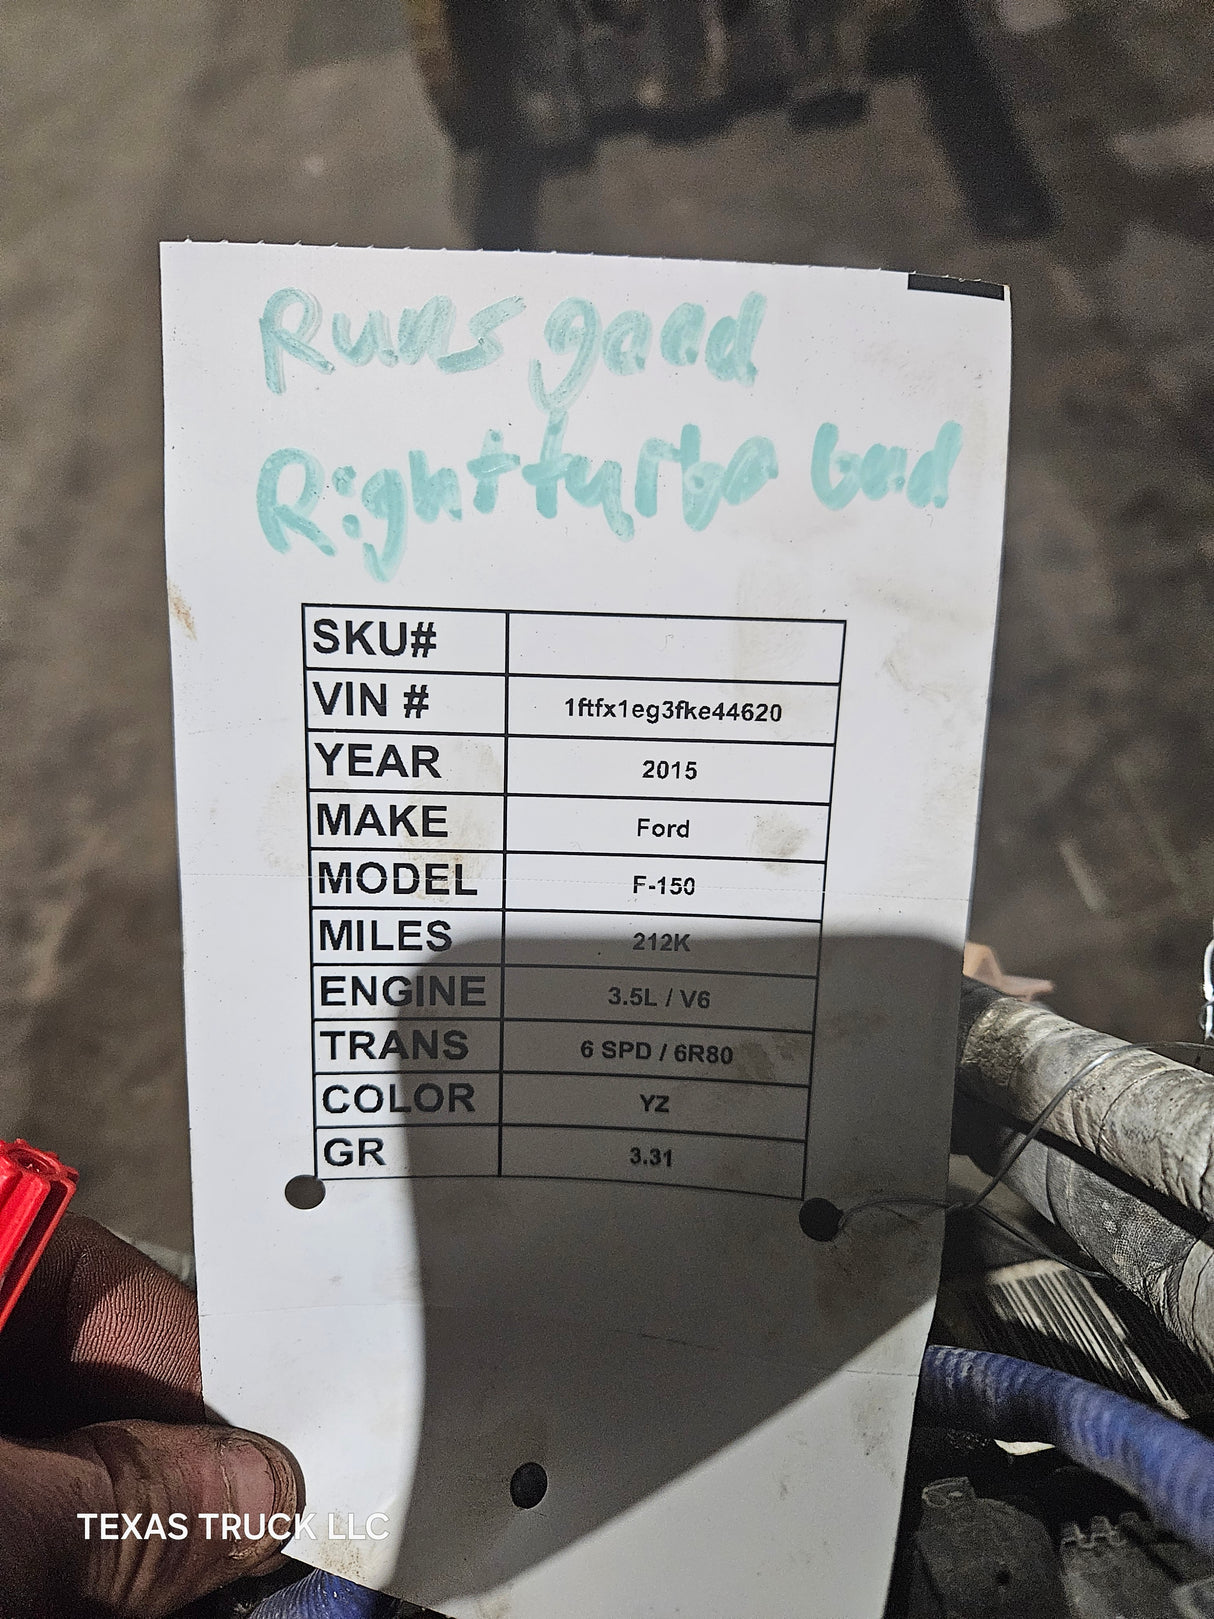 Runs good
Right turbo bad
SKU#
VIN # 1ftfx1eg3fke44620
YEAR 2015
MAKE Ford
MODEL F-150
MILES 212K
ENGINE 3.5L / V6
TRANS 6 SPD / 6R80
COLOR YZ
GR 3.31
TEXAS TRUCK LLC